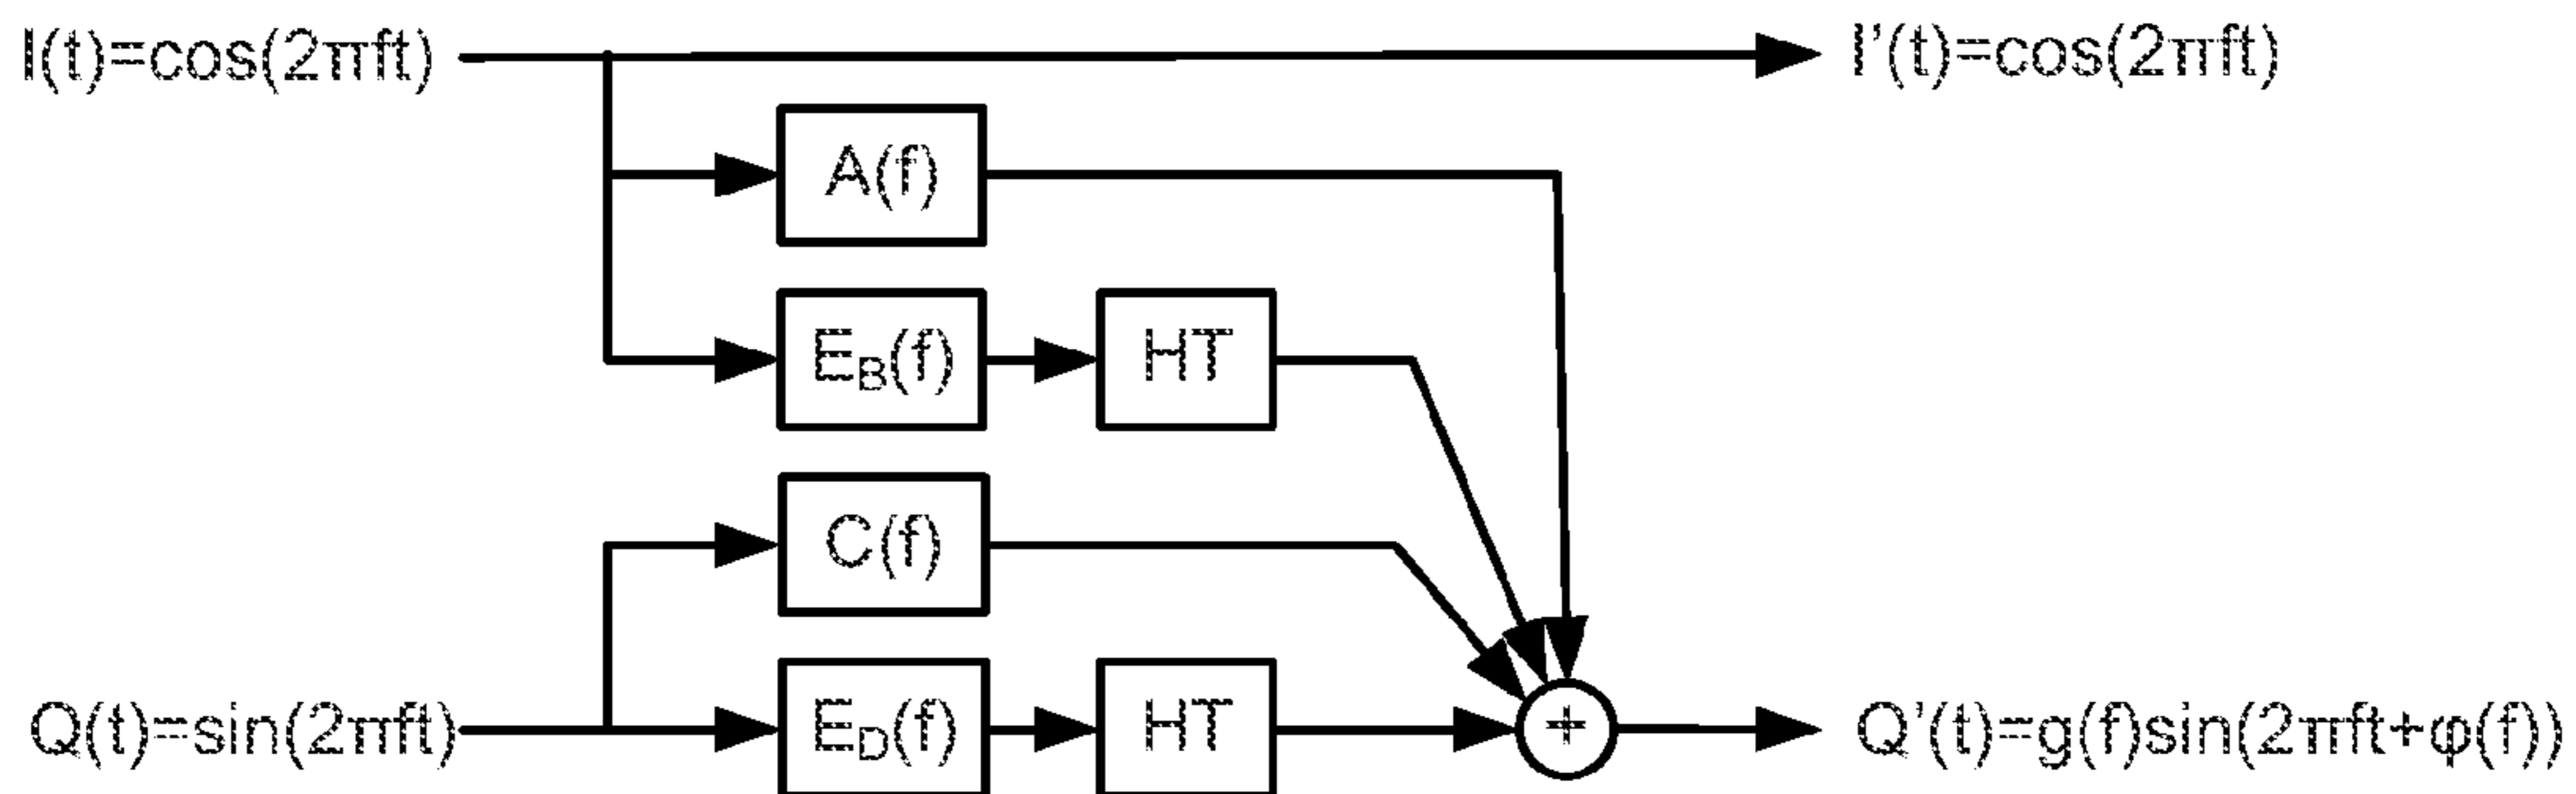 I(t)=cos(2πft)
I'(t)=cos(2πft)
A(f)
E_B(f)
HT
C(f)
Q(t)=sin(2πft)
E_D(f)
HT
+
Q'(t)=g(f)sin(2πft+φ(f))